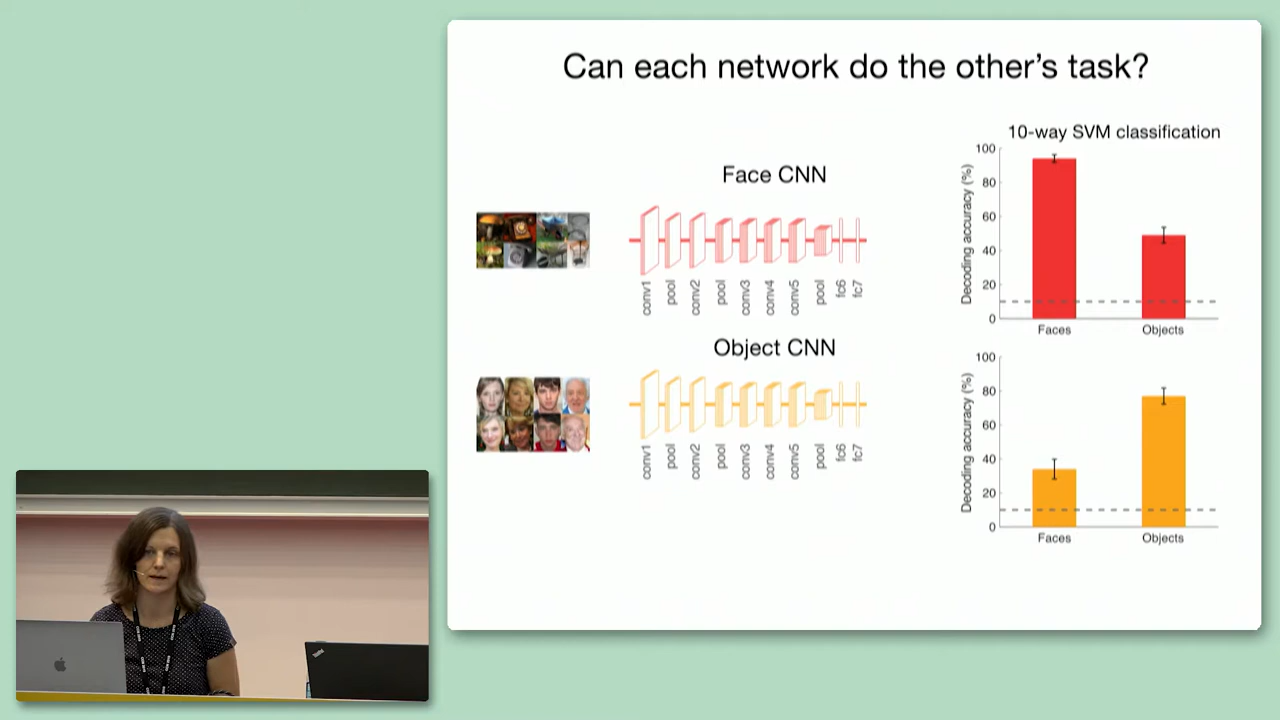 Can each network do the other's task?
10-way SVM classification
Face CNN
conv1
pool
conv2
pool
conv3
conv4
conv5
pool
fc6
fc7
Decoding accuracy (%)
100
80
60
40
20
0
Faces
Objects
Object CNN
conv1
pool
conv2
pool
conv3
conv4
conv5
pool
fc6
fc7
Decoding accuracy (%)
100
80
60
40
20
0
Faces
Objects